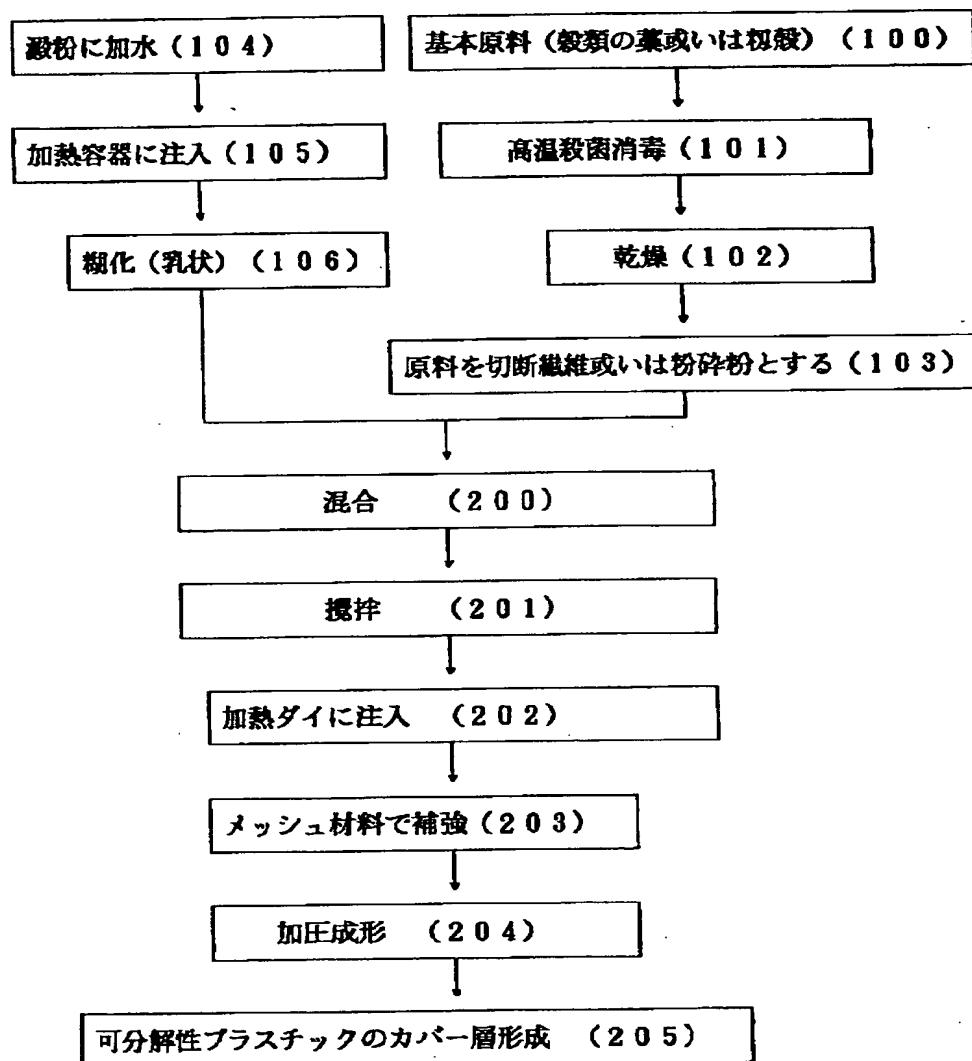 澱粉に加水(104)
基本原料(穀類の藁或いは籾殻)(100)
加熱容器に注入(105)
高温殺菌消毒(101)
糊化(乳状)(106)
乾燥(102)
原料を切断繊維或いは粉砕粉とする(103)
混合 (200)
攪拌 (201)
加熱ダイに注入 (202)
メッシュ材料で補強(203)
加圧成形 (204)
可分解性プラスチックのカバー層形成 (205)